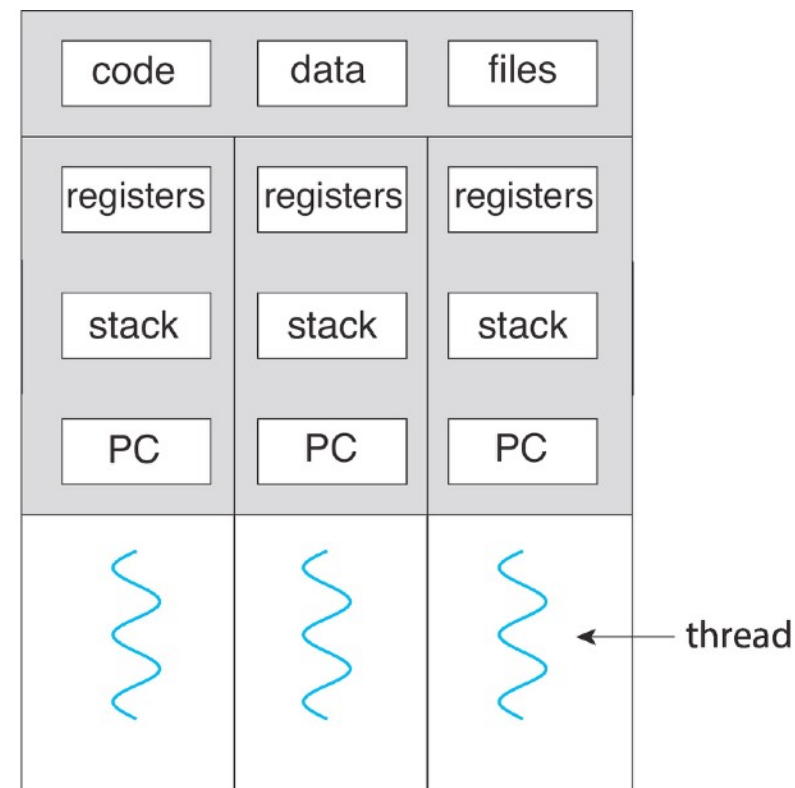 code data files
registers registers registers
stack stack stack
PC PC PC
thread